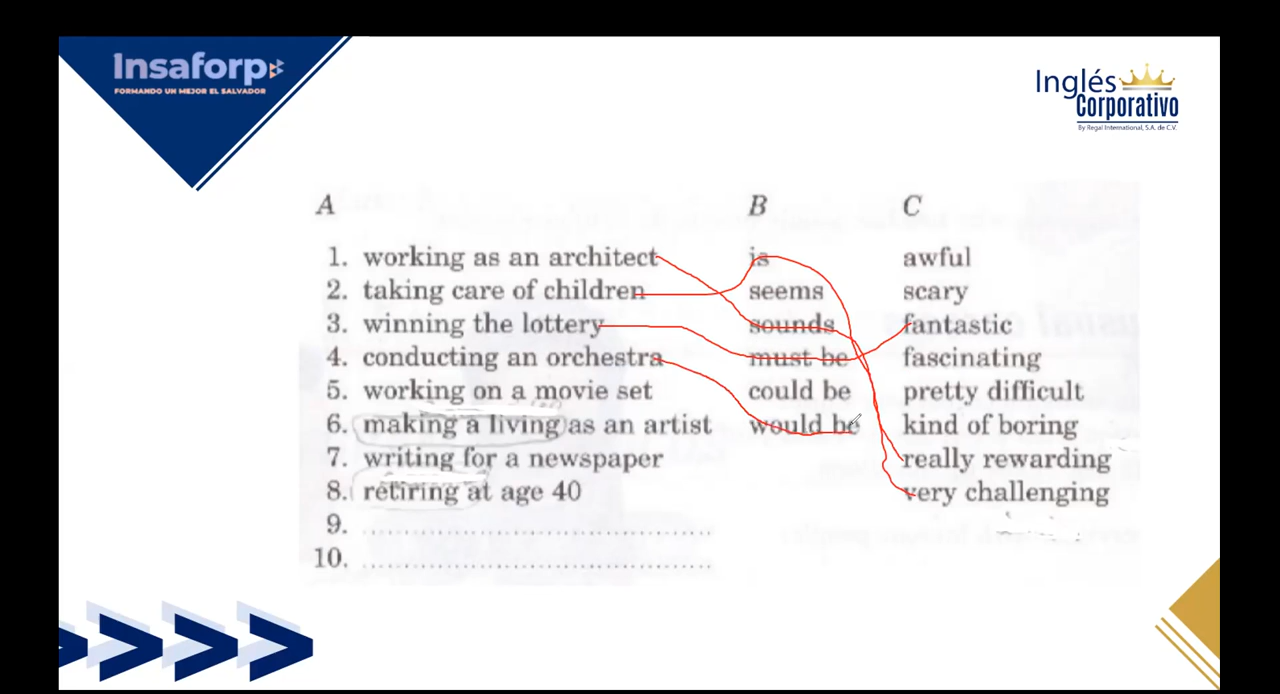 Insaforp
FORMANDO UN MEJOR EL SALVADOR
Inglés
Corporativo
By Regal International, S.A. de C.V.
A B C
1. working as an architect is awful
2. taking care of children seems scary
3. winning the lottery sounds fantastic
4. conducting an orchestra must be fascinating
5. working on a movie set could be pretty difficult
6. making a living as an artist would be kind of boring
7. writing for a newspaper really rewarding
8. retiring at age 40 very challenging
9.
10.